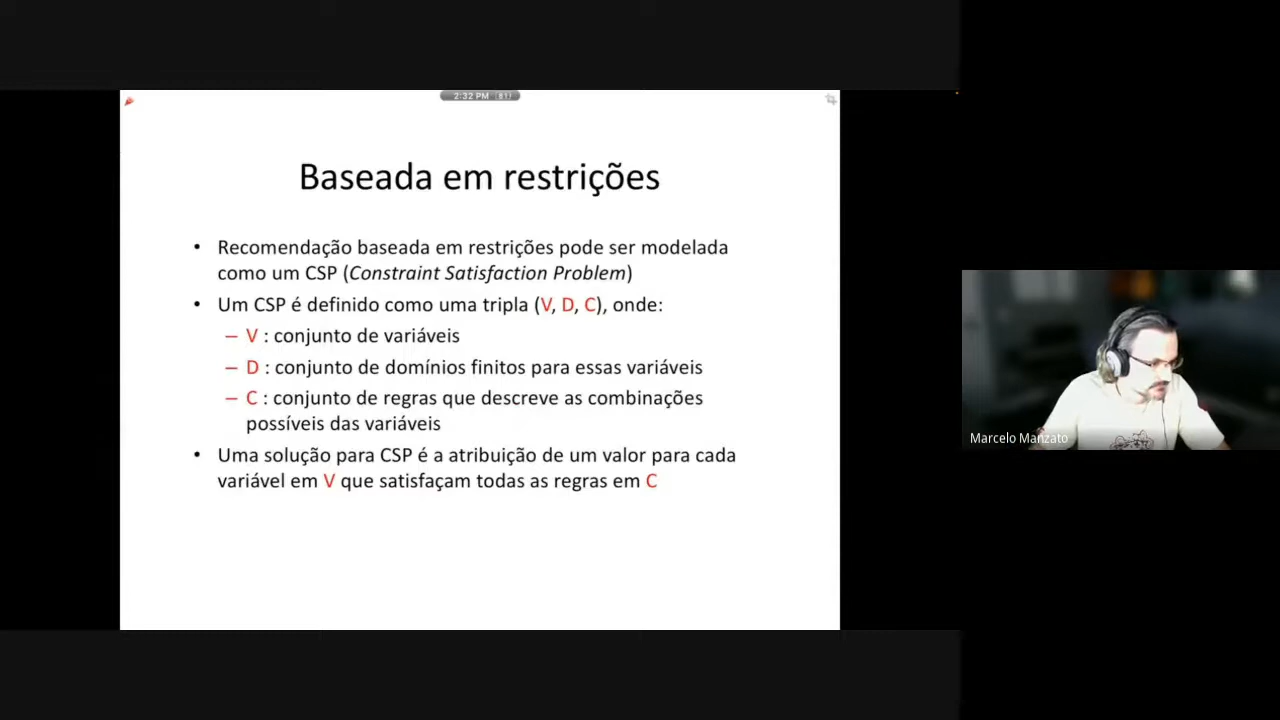 2:32 PM
Baseada em restrições
• Recomendação baseada em restrições pode ser modelada
como um CSP (Constraint Satisfaction Problem)
• Um CSP é definido como uma tripla (V, D, C), onde:
– V : conjunto de variáveis
– D : conjunto de domínios finitos para essas variáveis
– C : conjunto de regras que descreve as combinações
possíveis das variáveis
• Uma solução para CSP é a atribuição de um valor para cada
variável em V que satisfaçam todas as regras em C
Marcelo Manzato